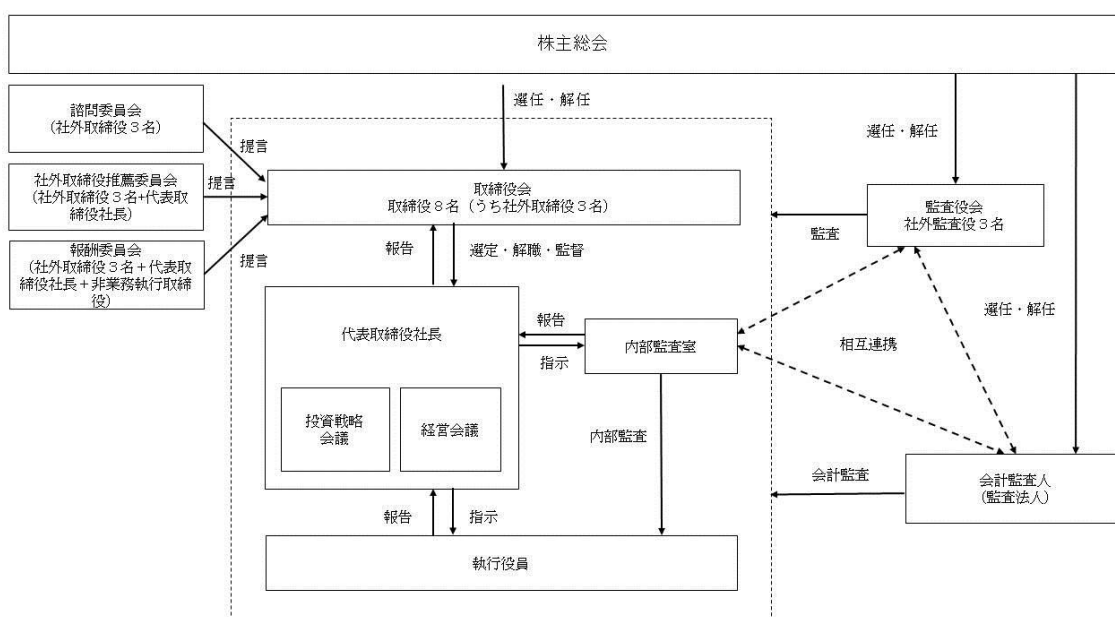 株主総会
諮問委員会
(社外取締役３名)
選任・解任
選任・解任
提言
社外取締役推薦委員会
(社外取締役３名+代表取
締役社長)
提言
取締役会
取締役８名（うち社外取締役３名）
監査役会
社外監査役３名
監査
報酬委員会
（社外取締役３名＋代表取
締役社長＋非業務執行取締
役）
提言
報告
選定・解職・監督
選任・解任
代表取締役社長
報告
指示
内部監査室
相互連携
投資戦略
会議
経営会議
内部監査
会計監査
会計監査人
（監査法人）
報告
指示
執行役員